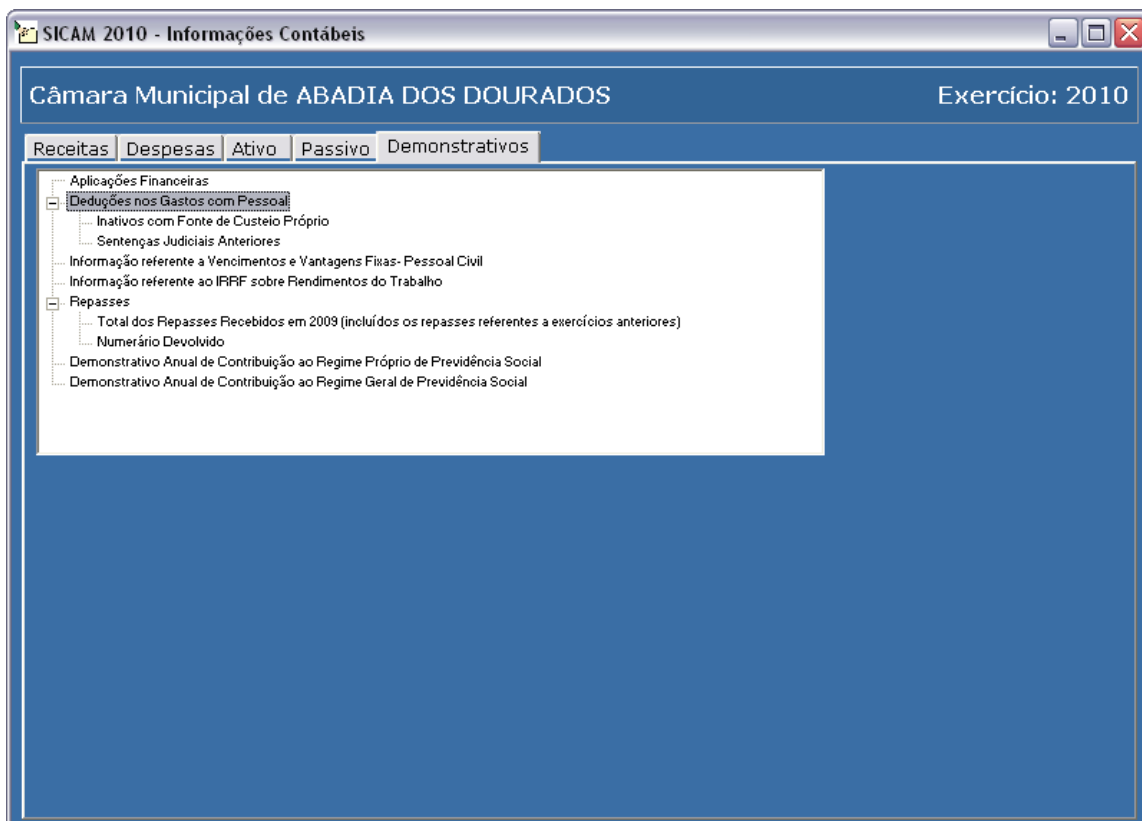 SICAM 2010 - Informações Contábeis
Câmara Municipal de ABADIA DOS DOURADOS Exercício: 2010
Receitas Despesas Ativo Passivo Demonstrativos
Aplicações Financeiras
Deduções nos Gastos com Pessoal
Inativos com Fonte de Custeio Próprio
Sentenças Judiciais Anteriores
Informação referente a Vencimentos e Vantagens Fixas- Pessoal Civil
Informação referente ao IRRF sobre Rendimentos do Trabalho
Repasses
Total dos Repasses Recebidos em 2009 (incluídos os repasses referentes a exercícios anteriores)
Numerário Devolvido
Demonstrativo Anual de Contribuição ao Regime Próprio de Previdência Social
Demonstrativo Anual de Contribuição ao Regime Geral de Previdência Social